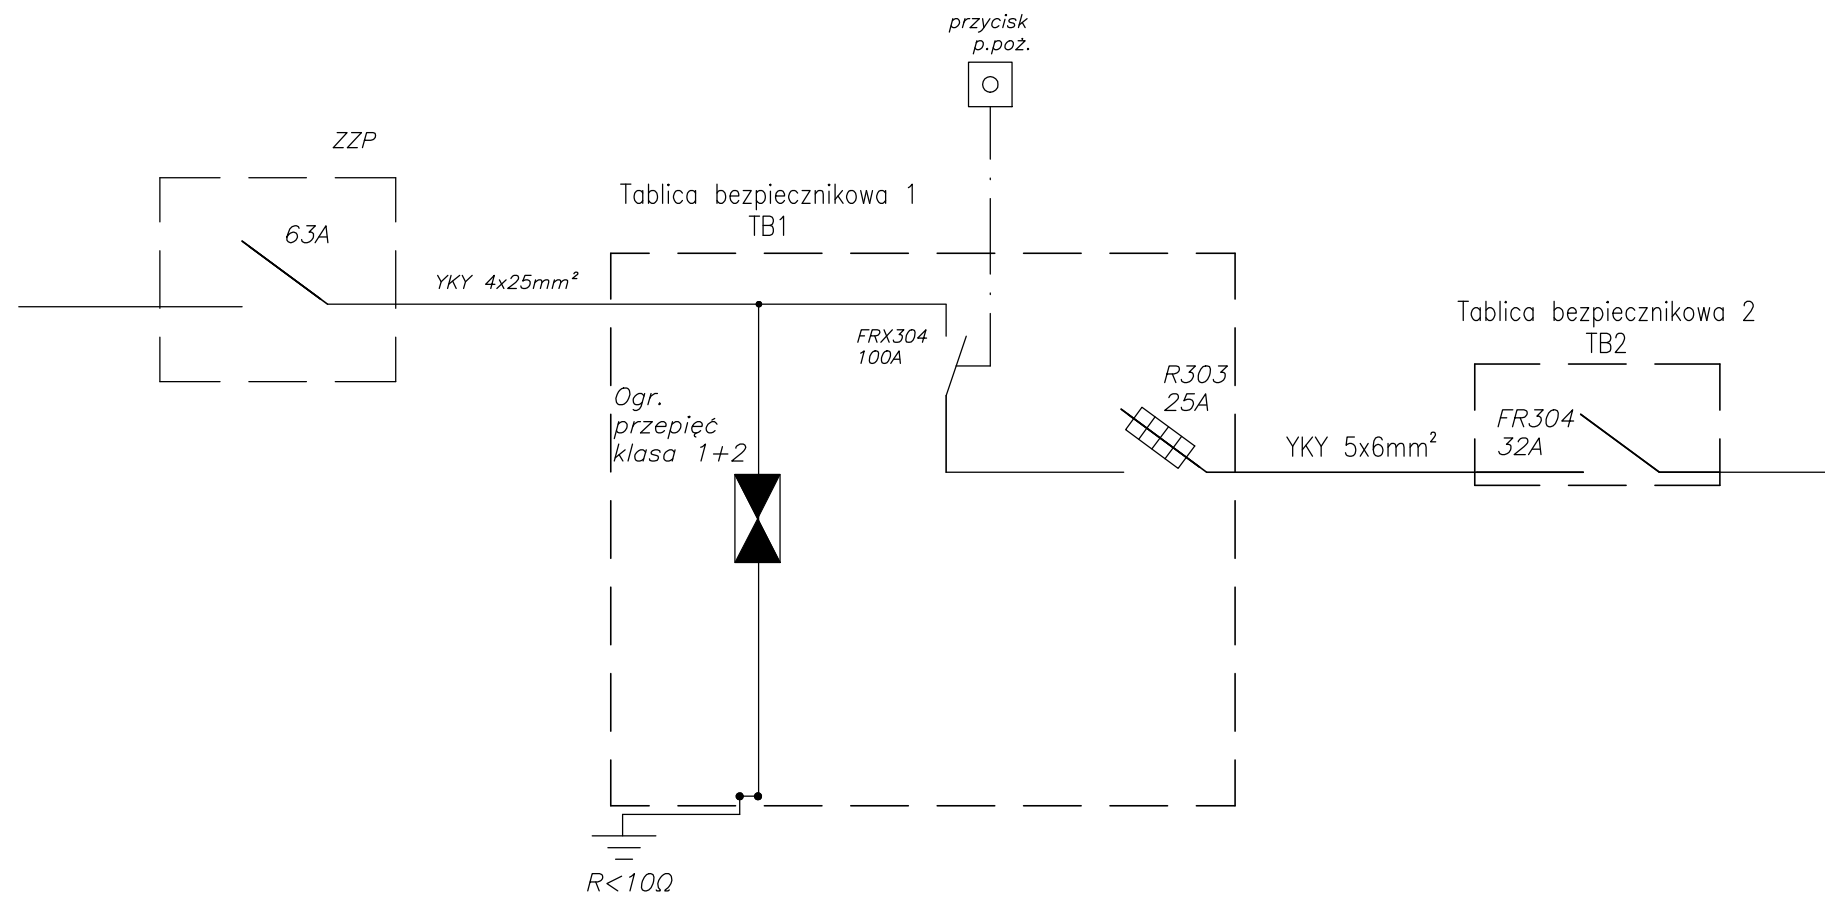 przycisk
p.poż.
ZZP
Tablica bezpiecznikowa 1
TB1
63A
YKY 4x25mm²
Tablica bezpiecznikowa 2
TB2
FRX304
100A
R303
25A
Ogr.
przepięć
klasa 1+2
FR304
32A
YKY 5x6mm²
R<10Ω